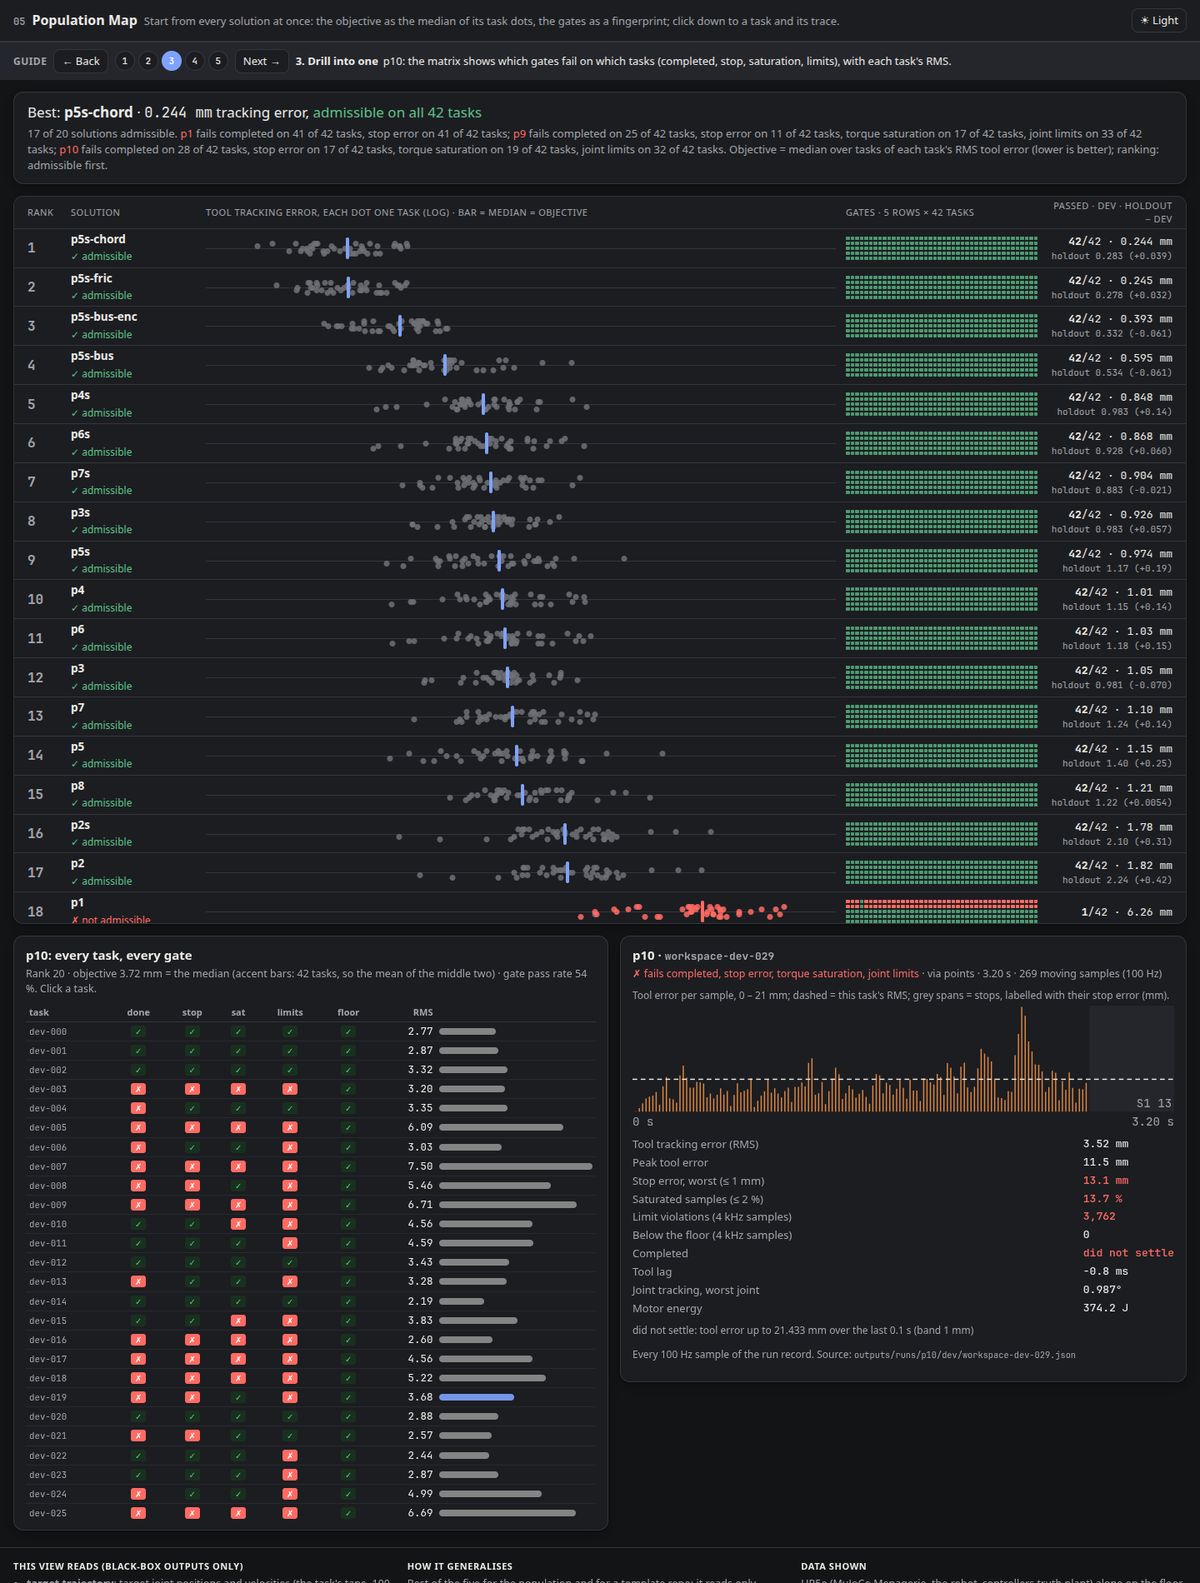 05 Population Map Start from every solution at once: the objective as the median of its task dots, the gates as a fingerprint; click down to a task and its trace. ☀ Light
GUIDE ← Back 1 2 3 4 5 Next → 3. Drill into one p10: the matrix shows which gates fail on which tasks (completed, stop, saturation, limits), with each task's RMS.
Best: p5s-chord · 0.244 mm tracking error, admissible on all 42 tasks
17 of 20 solutions admissible. p1 fails completed on 41 of 42 tasks, stop error on 41 of 42 tasks; p9 fails completed on 25 of 42 tasks, stop error on 11 of 42 tasks, torque saturation on 17 of 42 tasks, joint limits on 33 of 42
tasks; p10 fails completed on 28 of 42 tasks, stop error on 17 of 42 tasks, torque saturation on 19 of 42 tasks, joint limits on 32 of 42 tasks. Objective = median over tasks of each task's RMS tool error (lower is better); ranking:
admissible first.
RANK SOLUTION TOOL TRACKING ERROR, EACH DOT ONE TASK (LOG) · BAR = MEDIAN = OBJECTIVE GATES · 5 ROWS × 42 TASKS PASSED · DEV · HOLDOUT
− DEV
1 p5s-chord 42/42 · 0.244 mm
✓ admissible holdout 0.283 (+0.039)
2 p5s-fric 42/42 · 0.245 mm
✓ admissible holdout 0.278 (+0.032)
3 p5s-bus-enc 42/42 · 0.393 mm
✓ admissible holdout 0.332 (-0.061)
4 p5s-bus 42/42 · 0.595 mm
✓ admissible holdout 0.534 (-0.061)
5 p4s 42/42 · 0.848 mm
✓ admissible holdout 0.983 (+0.14)
6 p6s 42/42 · 0.868 mm
✓ admissible holdout 0.928 (+0.060)
7 p7s 42/42 · 0.904 mm
✓ admissible holdout 0.883 (-0.021)
8 p3s 42/42 · 0.926 mm
✓ admissible holdout 0.983 (+0.057)
9 p5s 42/42 · 0.974 mm
✓ admissible holdout 1.17 (+0.19)
10 p4 42/42 · 1.01 mm
✓ admissible holdout 1.15 (+0.14)
11 p6 42/42 · 1.03 mm
✓ admissible holdout 1.18 (+0.15)
12 p3 42/42 · 1.05 mm
✓ admissible holdout 0.981 (-0.070)
13 p7 42/42 · 1.10 mm
✓ admissible holdout 1.24 (+0.14)
14 p5 42/42 · 1.15 mm
✓ admissible holdout 1.40 (+0.25)
15 p8 42/42 · 1.21 mm
✓ admissible holdout 1.22 (+0.0054)
16 p2s 42/42 · 1.78 mm
✓ admissible holdout 2.10 (+0.31)
17 p2 42/42 · 1.82 mm
✓ admissible holdout 2.24 (+0.42)
18 p1 1/42 · 6.26 mm
✗ not admissible
p10: every task, every gate
Rank 20 · objective 3.72 mm = the median (accent bars: 42 tasks, so the mean of the middle two) · gate pass rate 54
%. Click a task.
task done stop sat limits floor RMS
dev-000 ✓ ✓ ✓ ✓ ✓ 2.77
dev-001 ✓ ✓ ✓ ✓ ✓ 2.87
dev-002 ✓ ✓ ✓ ✓ ✓ 3.32
dev-003 ✗ ✗ ✗ ✗ ✓ 3.20
dev-004 ✗ ✓ ✓ ✓ ✓ 3.35
dev-005 ✗ ✗ ✗ ✗ ✓ 6.09
dev-006 ✗ ✓ ✓ ✗ ✓ 3.03
dev-007 ✗ ✗ ✗ ✗ ✓ 7.50
dev-008 ✗ ✗ ✓ ✗ ✓ 5.46
dev-009 ✗ ✗ ✗ ✗ ✓ 6.71
dev-010 ✓ ✓ ✗ ✗ ✓ 4.56
dev-011 ✓ ✓ ✓ ✗ ✓ 4.59
dev-012 ✓ ✓ ✓ ✓ ✓ 3.43
dev-013 ✗ ✓ ✓ ✗ ✓ 3.28
dev-014 ✓ ✓ ✓ ✓ ✓ 2.19
dev-015 ✓ ✓ ✗ ✗ ✓ 3.83
dev-016 ✗ ✗ ✗ ✗ ✓ 2.60
dev-017 ✗ ✗ ✗ ✗ ✓ 4.56
dev-018 ✗ ✗ ✗ ✗ ✓ 5.22
dev-019 ✗ ✗ ✓ ✗ ✓ 3.68
dev-020 ✓ ✓ ✓ ✓ ✓ 2.88
dev-021 ✗ ✗ ✓ ✗ ✓ 2.57
dev-022 ✓ ✓ ✓ ✗ ✓ 2.44
dev-023 ✓ ✓ ✓ ✗ ✓ 2.87
dev-024 ✗ ✓ ✓ ✗ ✓ 4.99
dev-025 ✗ ✗ ✗ ✗ ✓ 6.69
p10 · workspace-dev-029
✗ fails completed, stop error, torque saturation, joint limits · via points · 3.20 s · 269 moving samples (100 Hz)
Tool error per sample, 0 – 21 mm; dashed = this task's RMS; grey spans = stops, labelled with their stop error (mm).
S1 13
0 s 3.20 s
Tool tracking error (RMS) 3.52 mm
Peak tool error 11.5 mm
Stop error, worst (≤ 1 mm) 13.1 mm
Saturated samples (≤ 2 %) 13.7 %
Limit violations (4 kHz samples) 3,762
Below the floor (4 kHz samples) 0
Completed did not settle
Tool lag -0.8 ms
Joint tracking, worst joint 0.987°
Motor energy 374.2 J
did not settle: tool error up to 21.433 mm over the last 0.1 s (band 1 mm)
Every 100 Hz sample of the run record. Source: outputs/runs/p10/dev/workspace-dev-029.json
THIS VIEW READS (BLACK-BOX OUTPUTS ONLY) HOW IT GENERALISES DATA SHOWN